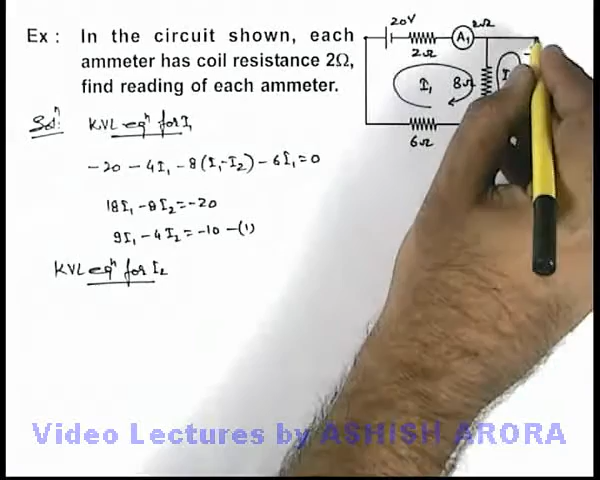 Ex : In the circuit shown, each
ammeter has coil resistance 2Ω,
find reading of each ammeter.
Solⁿ: KVL eqⁿ for I₁
-20 - 4I₁ - 8(I₁-I₂) - 6I₁ = 0
18I₁ - 8I₂ = -20
9I₁ - 4I₂ = -10 -(1)
KVL eqⁿ for I₂
20V
2Ω
A₁
2Ω
I₁
8Ω
6Ω
Video Lectures by ASHISH ARORA